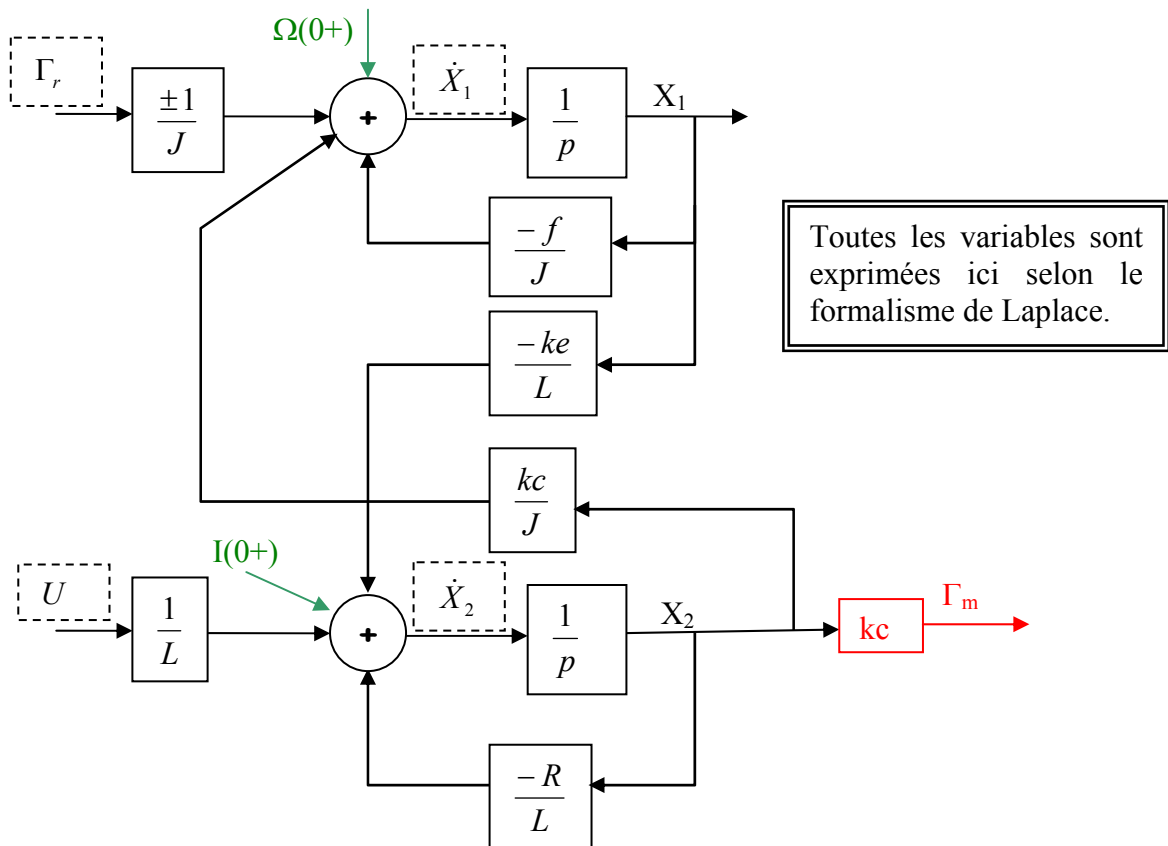 Ω(0+)
Γr
±1
J
+
Ẋ1
1
p
X1
−f
J
Toutes les variables sont
exprimées ici selon le
formalisme de Laplace.
−ke
L
kc
J
I(0+)
U
1
L
+
Ẋ2
1
p
X2
kc
Γm
−R
L